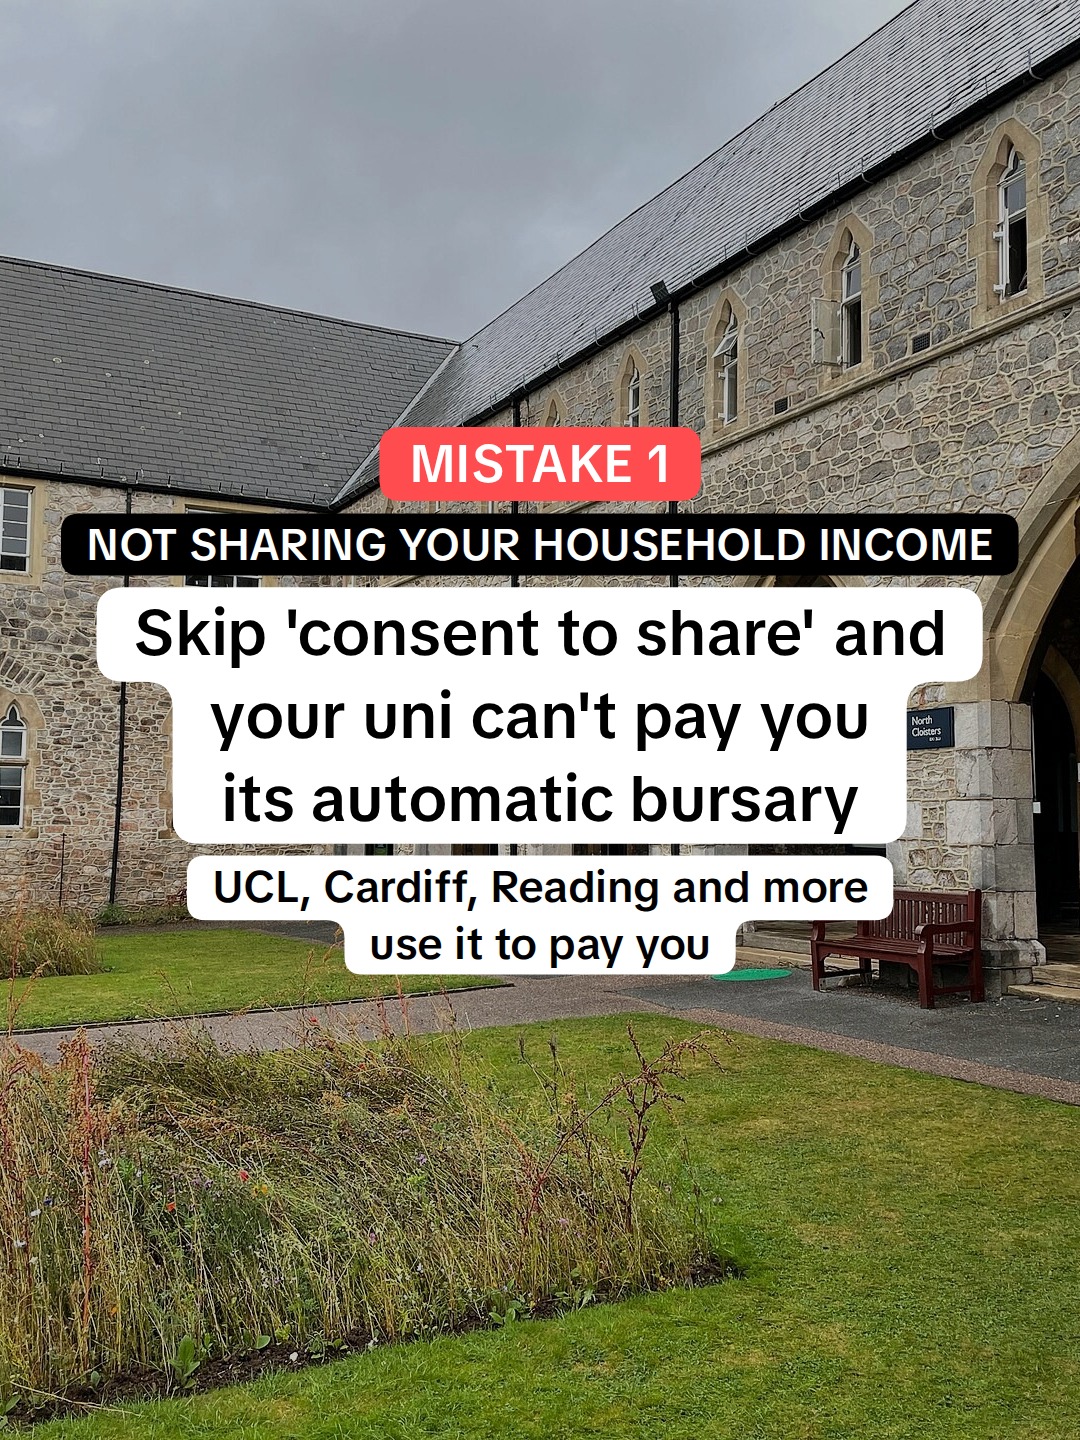 MISTAKE 1
NOT SHARING YOUR HOUSEHOLD INCOME
Skip 'consent to share' and
your uni can't pay you
its automatic bursary
North
Cloisters
UCL, Cardiff, Reading and more
use it to pay you